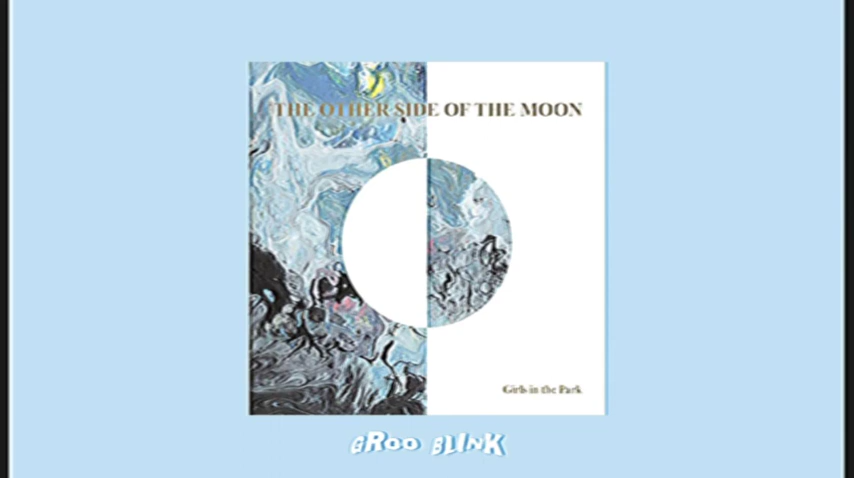 THE OTHER SIDE OF THE MOON
Girls in the Park
GROO BLINK